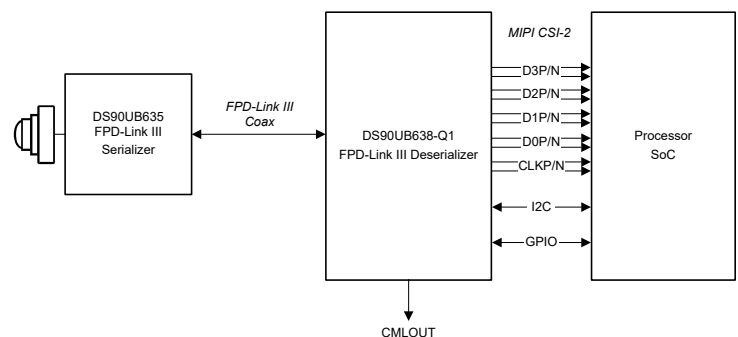 MIPI CSI-2
DS90UB635
FPD-Link III
Serializer
FPD-Link III
Coax
DS90UB638-Q1
FPD-Link III Deserializer
D3P/N
D2P/N
D1P/N
D0P/N
CLKP/N
I2C
GPIO
Processor
SoC
CMLOUT